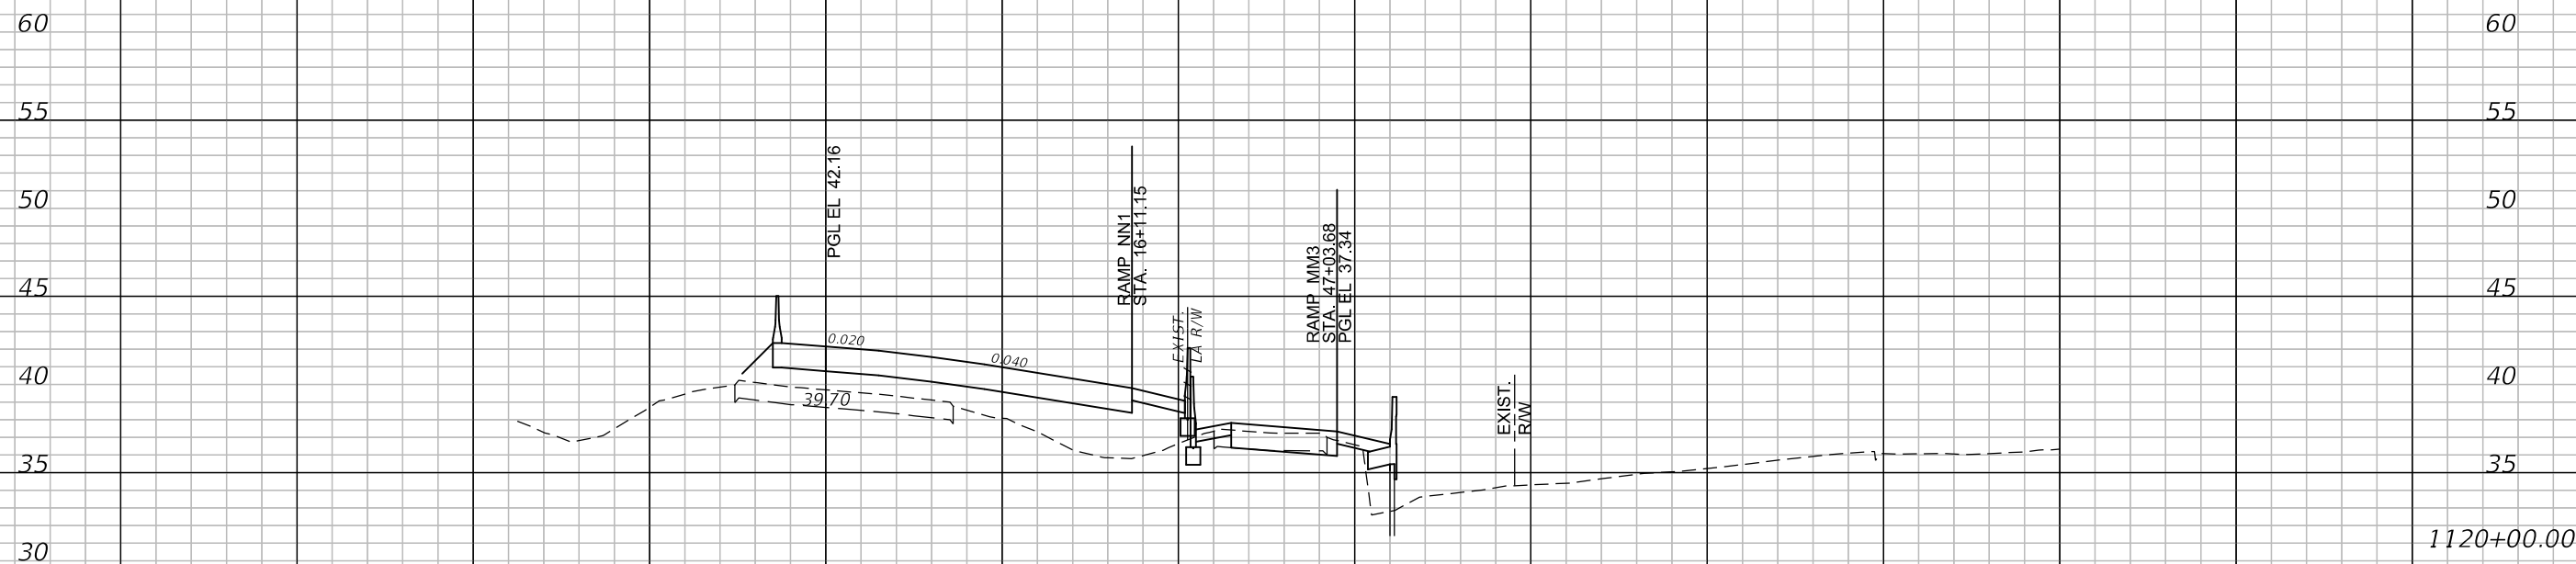 60
60
55
55
50
50
45
45
40
40
35
35
30
PGL EL 42.16
RAMP NN1
STA. 16+11.15
EXIST.
LA R/W
RAMP MM3
STA. 47+03.68
PGL EL 37.34
EXIST.
R/W
0.020
0.040
39.70
1120+00.00